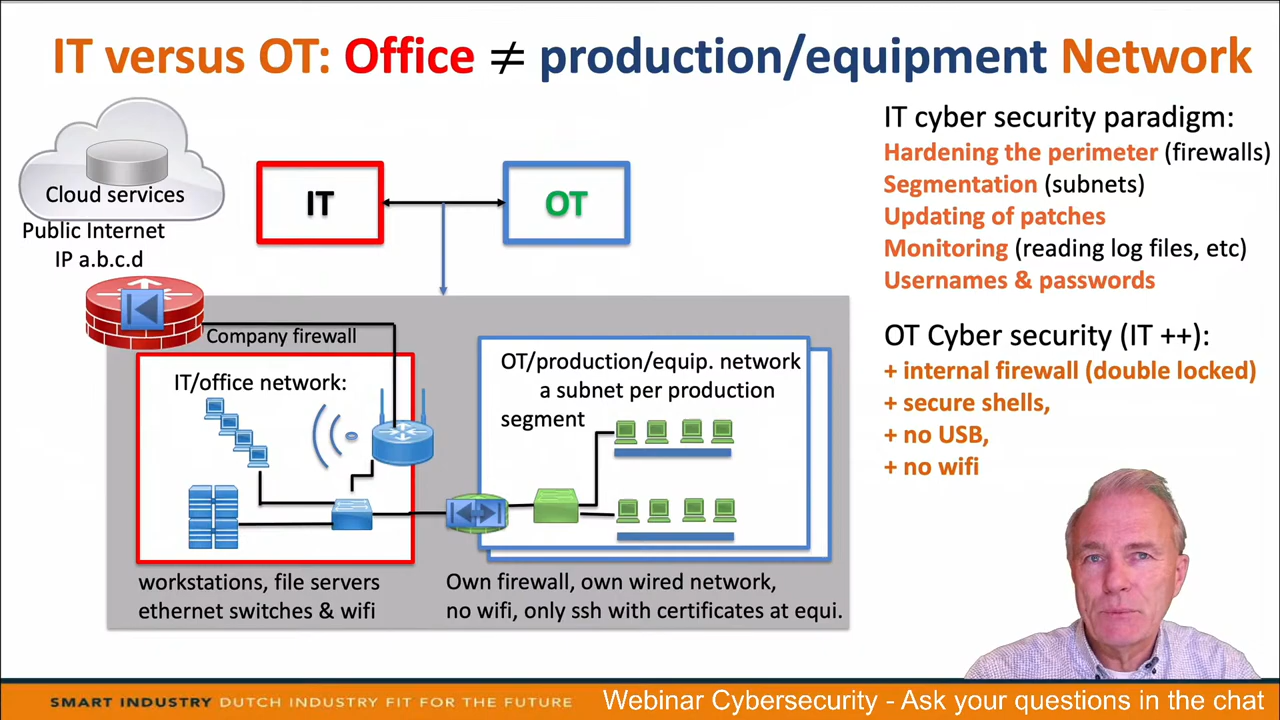 IT versus OT: Office ≠ production/equipment Network
Cloud services
Public Internet
IP a.b.c.d
IT
OT
Company firewall
IT/office network:
OT/production/equip. network
a subnet per production
segment
workstations, file servers
ethernet switches & wifi
Own firewall, own wired network,
no wifi, only ssh with certificates at equi.
IT cyber security paradigm:
Hardening the perimeter (firewalls)
Segmentation (subnets)
Updating of patches
Monitoring (reading log files, etc)
Usernames & passwords
OT Cyber security (IT ++):
+ internal firewall (double locked)
+ secure shells,
+ no USB,
+ no wifi
SMART INDUSTRY DUTCH INDUSTRY FIT FOR THE FUTURE
Webinar Cybersecurity - Ask your questions in the chat